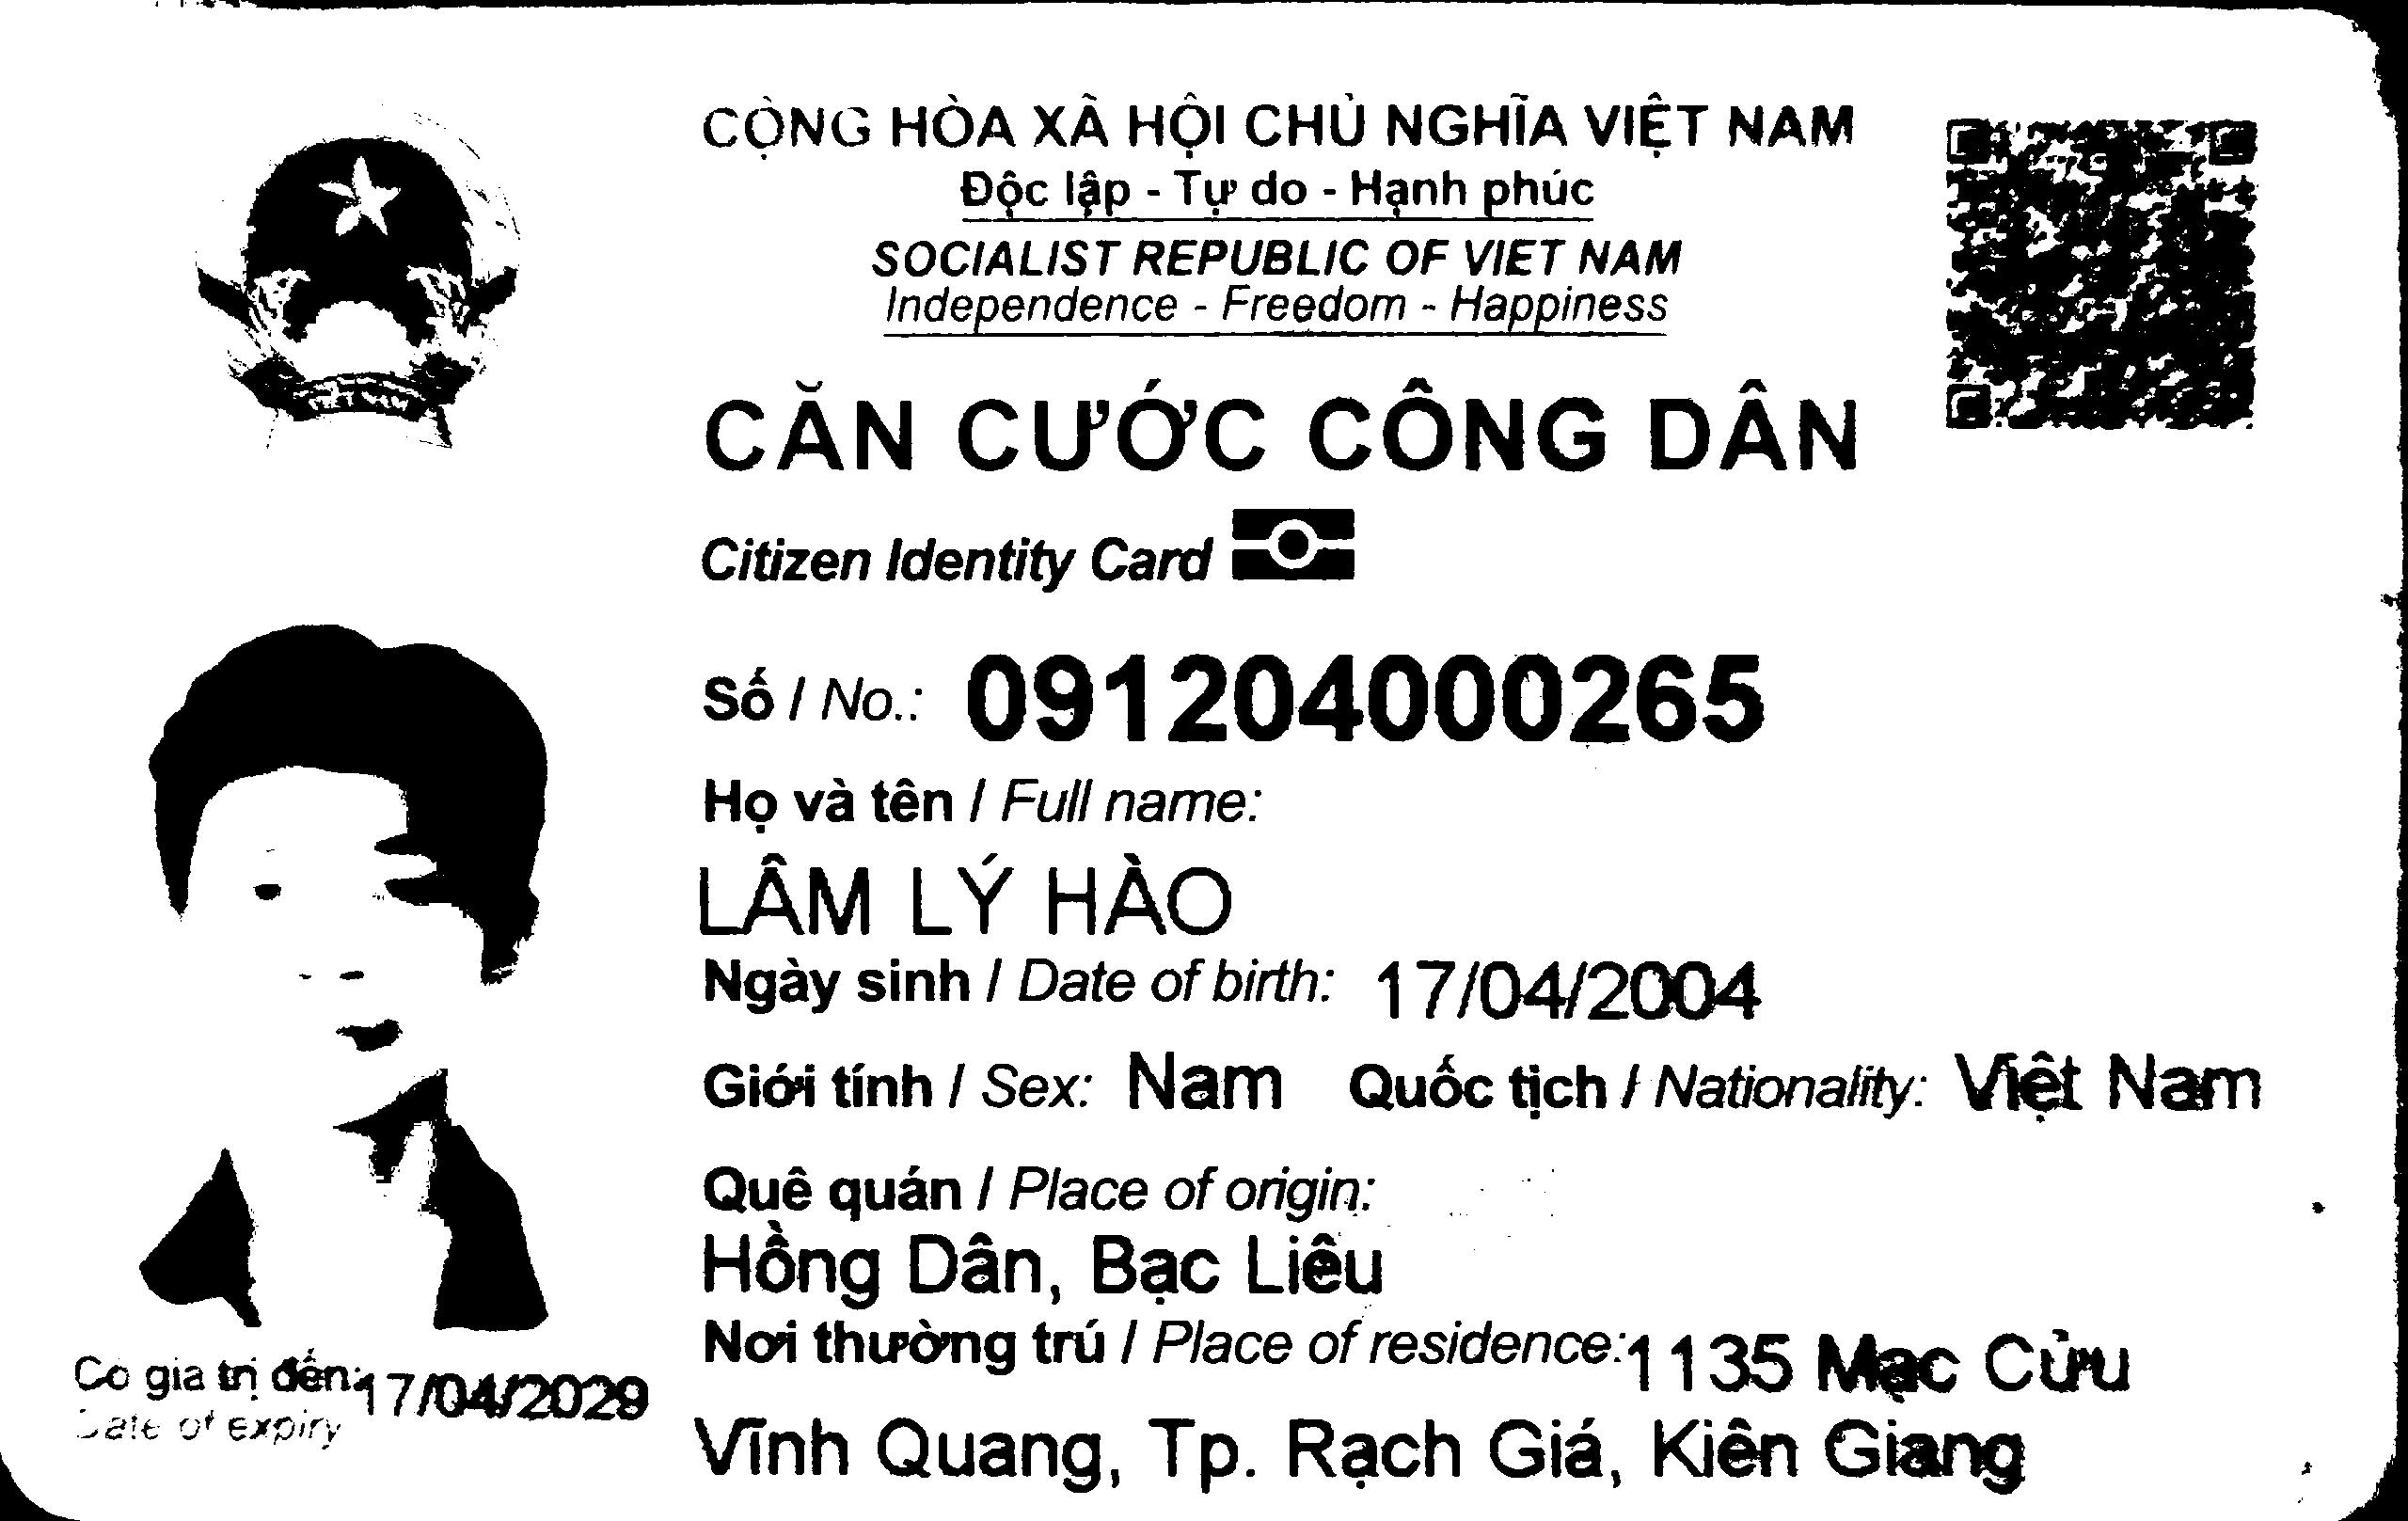 CỘNG HÒA XÃ HỘI CHỦ NGHĨA VIỆT NAM
Độc lập - Tự do - Hạnh phúc
SOCIALIST REPUBLIC OF VIET NAM
Independence - Freedom - Happiness
CĂN CƯỚC CÔNG DÂN
Citizen Identity Card
Số / No.: 091204000265
Họ và tên / Full name:
LÂM LÝ HÀO
Ngày sinh / Date of birth: 17/04/2004
Giới tính / Sex: Nam Quốc tịch / Nationality: Việt Nam
Quê quán / Place of origin:
Hồng Dân, Bạc Liêu
Nơi thường trú / Place of residence: 1135 Mạc Cửu
Vĩnh Quang, Tp. Rạch Giá, Kiên Giang
Có giá trị đến: 17/04/2029
Date of expiry